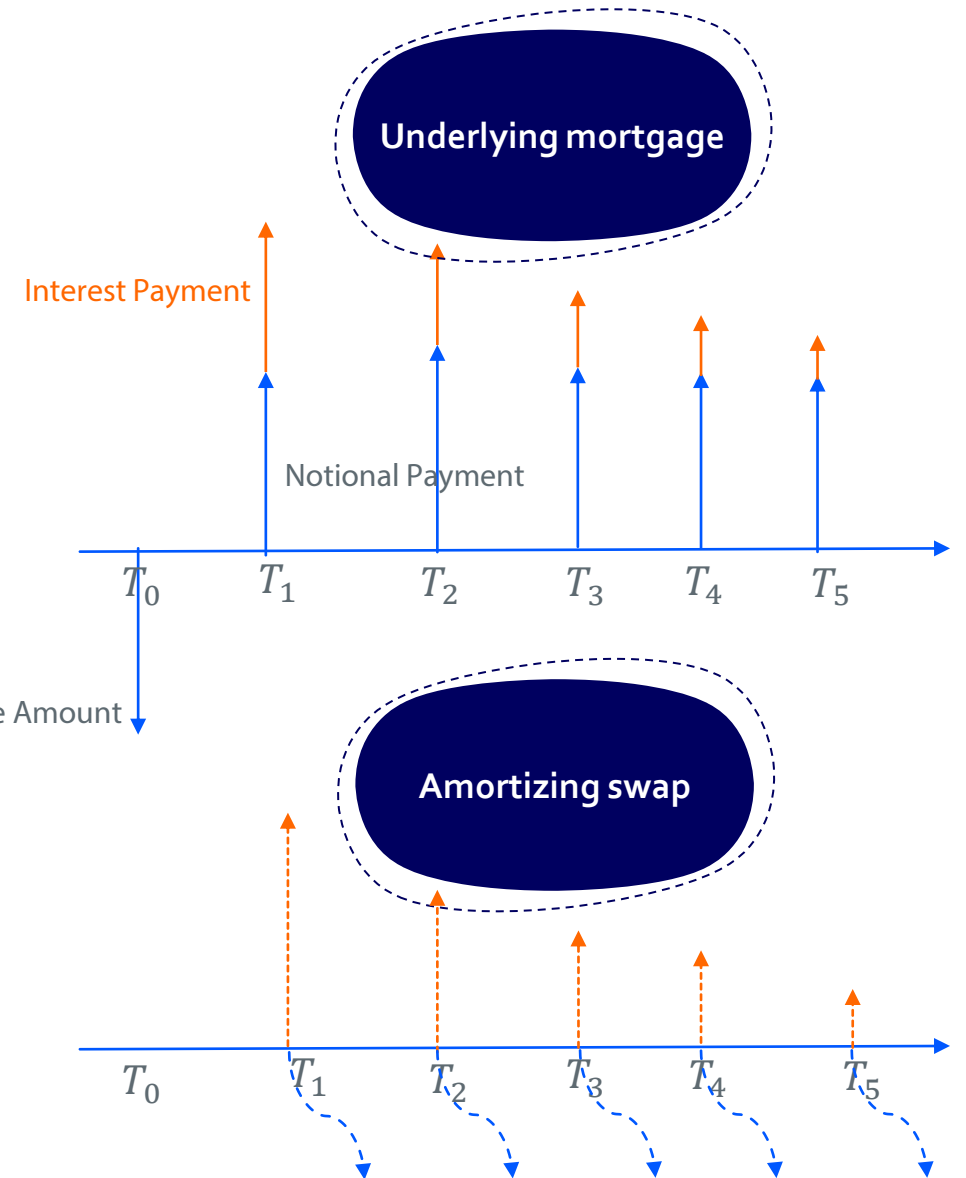 Underlying mortgage
Interest Payment
Notional Payment
T₀ T₁ T₂ T₃ T₄ T₅
Amount
Amortizing swap
T₀ T₁ T₂ T₃ T₄ T₅